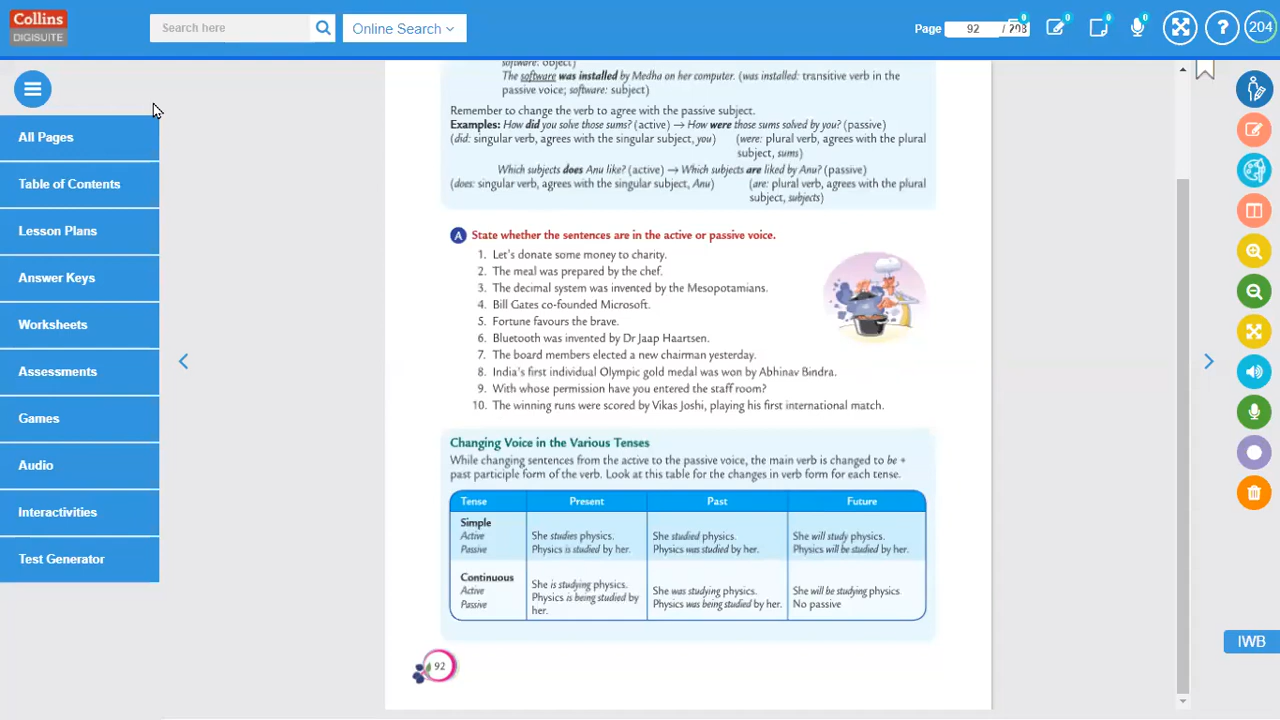 Collins
DIGISUITE
Search here
Online Search
Page 92
0
0
0
0
?
204
All Pages
Table of Contents
Lesson Plans
Answer Keys
Worksheets
Assessments
Games
Audio
Interactivities
Test Generator
software: object)
The software was installed by Medha on her computer. (was installed: transitive verb in the
passive voice; software: subject)
Remember to change the verb to agree with the passive subject.
Examples: How did you solve those sums? (active) → How were those sums solved by you? (passive)
(did: singular verb, agrees with the singular subject, you) (were: plural verb, agrees with the plural
subject, sums)
Which subjects does Anu like? (active) → Which subjects are liked by Anu? (passive)
(does: singular verb, agrees with the singular subject, Anu) (are: plural verb, agrees with the plural
subject, subjects)
A State whether the sentences are in the active or passive voice.
1. Let's donate some money to charity.
2. The meal was prepared by the chef.
3. The decimal system was invented by the Mesopotamians.
4. Bill Gates co-founded Microsoft.
5. Fortune favours the brave.
6. Bluetooth was invented by Dr Jaap Haartsen.
7. The board members elected a new chairman yesterday.
8. India's first individual Olympic gold medal was won by Abhinav Bindra.
9. With whose permission have you entered the staff room?
10. The winning runs were scored by Vikas Joshi, playing his first international match.
Changing Voice in the Various Tenses
While changing sentences from the active to the passive voice, the main verb is changed to be +
past participle form of the verb. Look at this table for the changes in verb form for each tense.
Tense Present Past Future
Simple
Active She studies physics. She studied physics. She will study physics.
Passive Physics is studied by her. Physics was studied by her. Physics will be studied by her.
Continuous
Active She is studying physics. She was studying physics. She will be studying physics.
Passive Physics is being studied by her. Physics was being studied by her. No passive
92
IWB